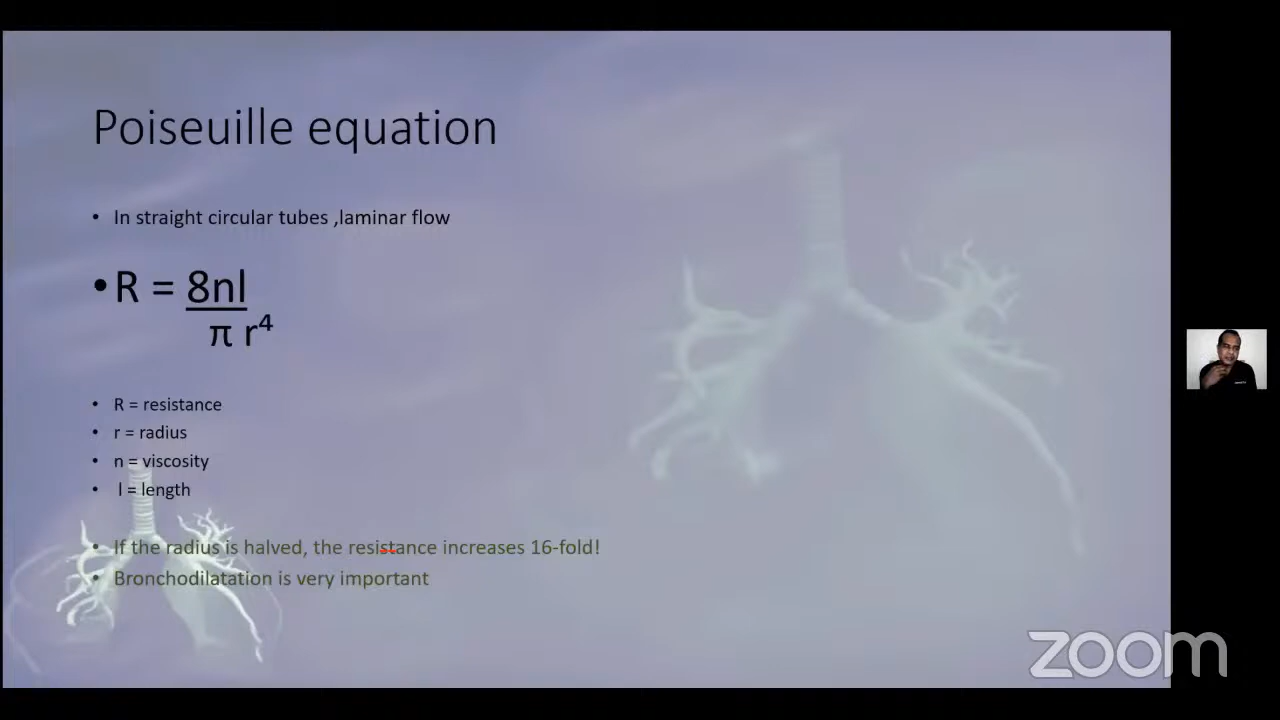 Poiseuille equation
• In straight circular tubes ,laminar flow
• R = 8nl
π r⁴
• R = resistance
• r = radius
• n = viscosity
• l = length
• If the radius is halved, the resistance increases 16-fold!
• Bronchodilatation is very important
zoom